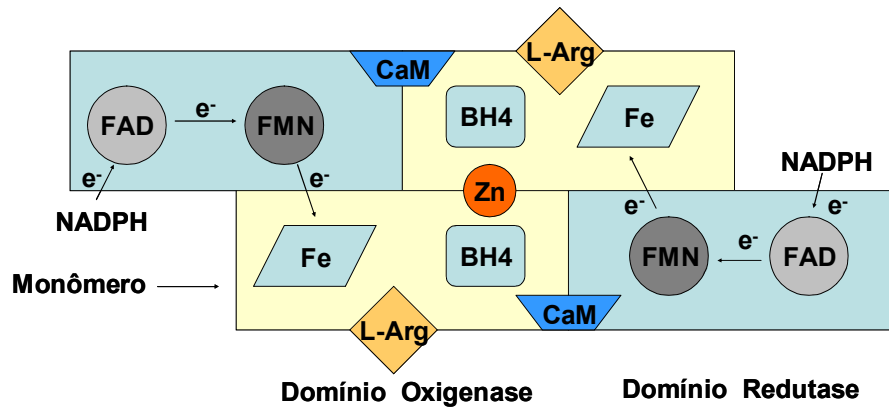 L-Arg
CaM
FAD
e-
FMN
BH4
Fe
e-
NADPH
e-
Zn
NADPH
e-
e-
Fe
BH4
FMN
e-
FAD
Monômero
CaM
L-Arg
Domínio Oxigenase
Domínio Redutase